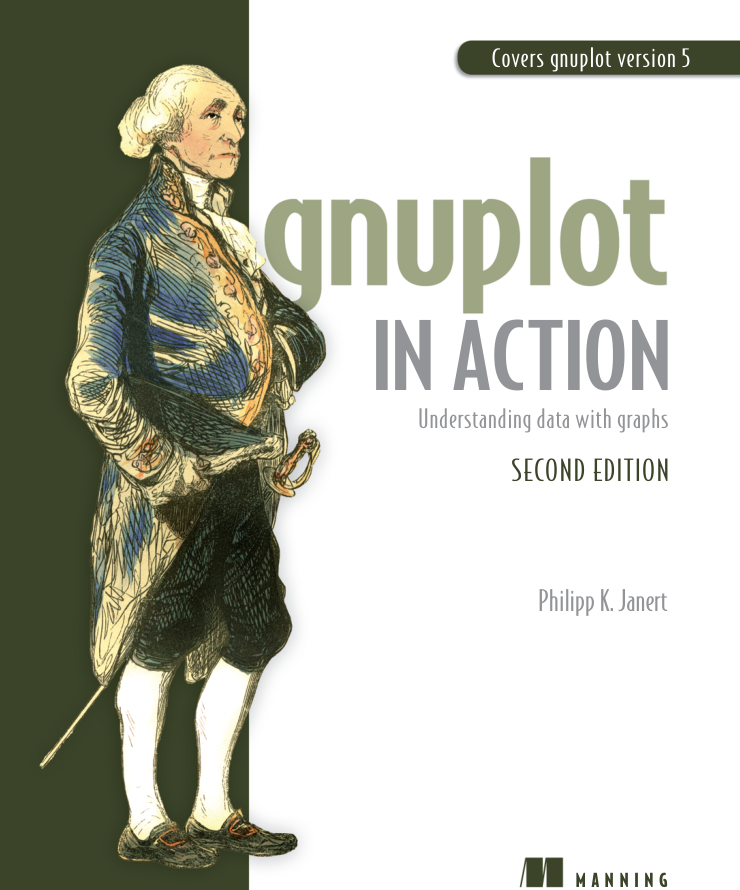 Covers gnuplot version 5
gnuplot
IN ACTION
Understanding data with graphs
SECOND EDITION
Philipp K. Janert
MANNING